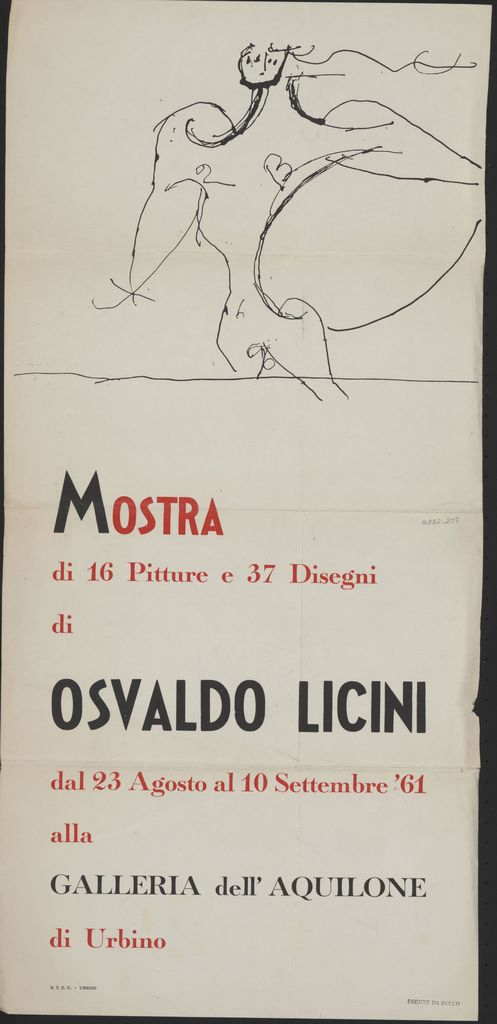 MOSTRA
di 16 Pitture e 37 Disegni
di
OSVALDO LICINI
dal 23 Agosto al 10 Settembre '61
alla
GALLERIA dell' AQUILONE
di Urbino
S. T. E. U. - URBINO
ESENTE DA BOLLO